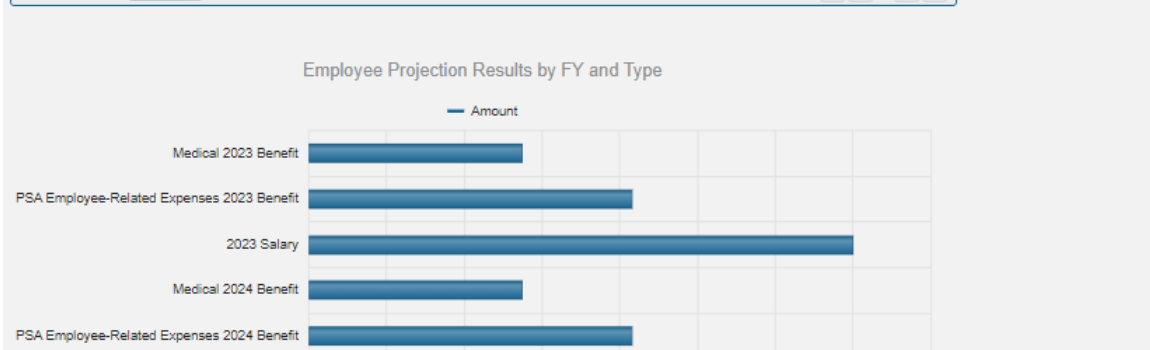 Employee Projection Results by FY and Type
Amount
Medical 2023 Benefit
PSA Employee-Related Expenses 2023 Benefit
2023 Salary
Medical 2024 Benefit
PSA Employee-Related Expenses 2024 Benefit